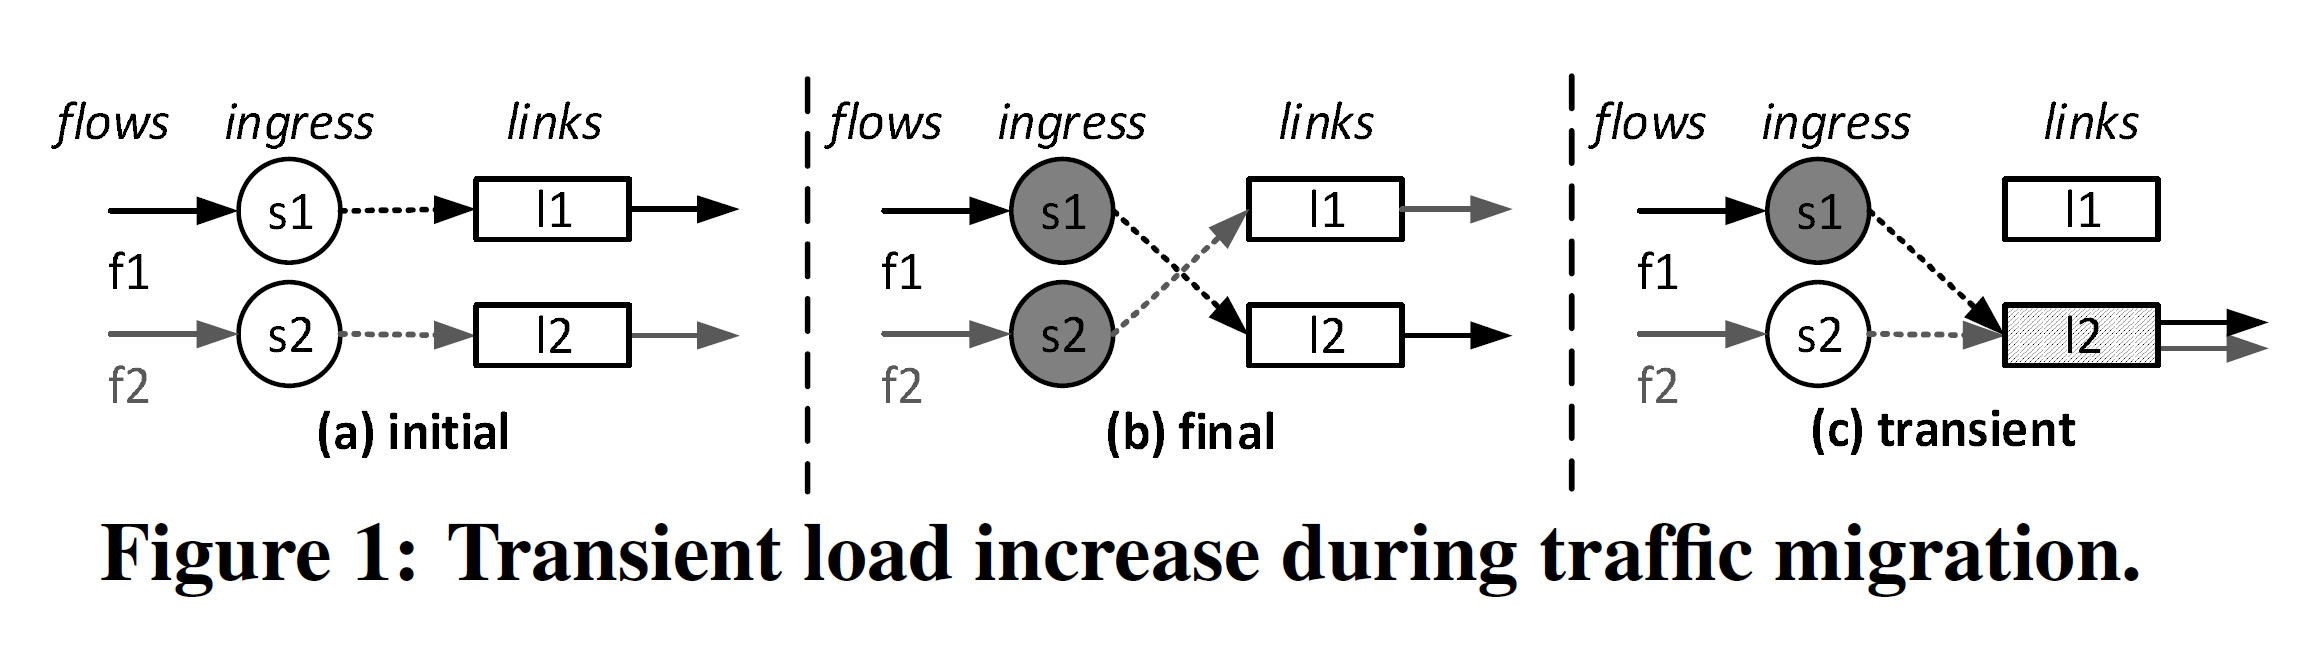 flows ingress links
s1 l1
f1
s2 l2
f2
(a) initial
flows ingress links
s1 l1
f1
s2 l2
f2
(b) final
flows ingress links
s1 l1
f1
s2 l2
f2
(c) transient
Figure 1: Transient load increase during traffic migration.